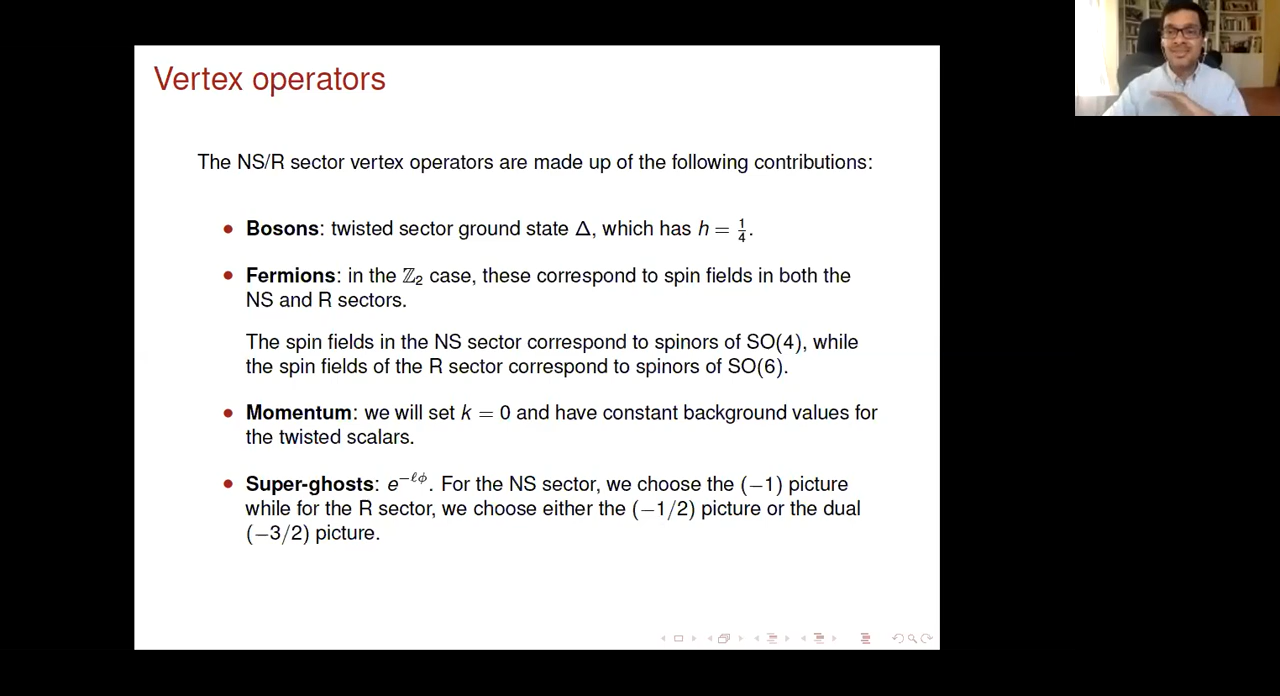 Vertex operators
The NS/R sector vertex operators are made up of the following contributions:
• Bosons: twisted sector ground state Δ, which has h = 1/4.
• Fermions: in the ℤ₂ case, these correspond to spin fields in both the
NS and R sectors.
The spin fields in the NS sector correspond to spinors of SO(4), while
the spin fields of the R sector correspond to spinors of SO(6).
• Momentum: we will set k = 0 and have constant background values for
the twisted scalars.
• Super-ghosts: e^{−ℓϕ}. For the NS sector, we choose the (−1) picture
while for the R sector, we choose either the (−1/2) picture or the dual
(−3/2) picture.